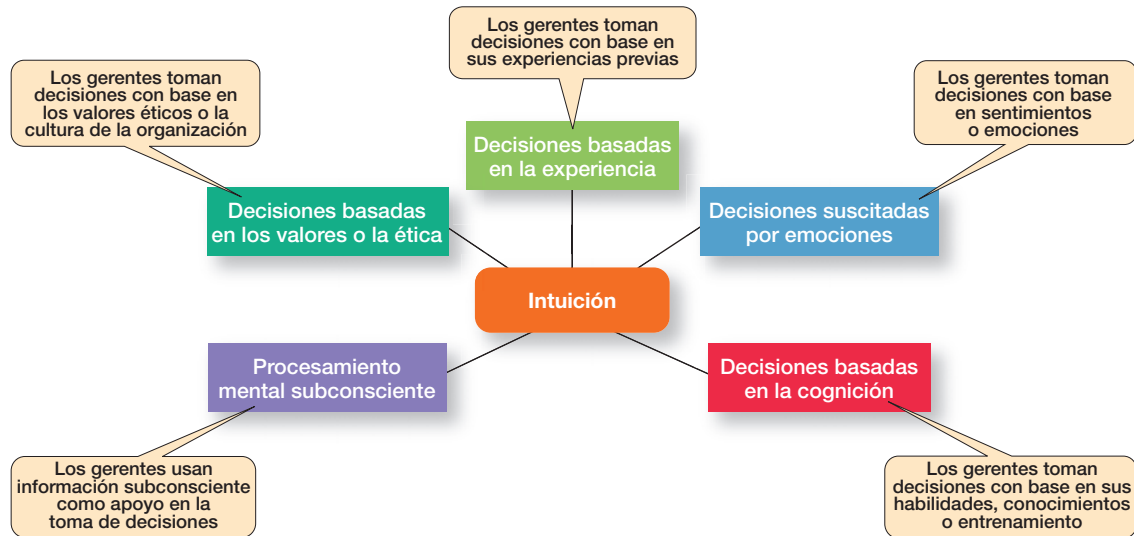 Los gerentes toman
decisiones con base en
sus experiencias previas
Los gerentes toman
decisiones con base en
los valores éticos o la
cultura de la organización
Los gerentes toman
decisiones con base
en sentimientos
o emociones
Decisiones basadas
en la experiencia
Decisiones basadas
en los valores o la ética
Decisiones suscitadas
por emociones
Intuición
Procesamiento
mental subconsciente
Decisiones basadas
en la cognición
Los gerentes usan
información subconsciente
como apoyo en la
toma de decisiones
Los gerentes toman
decisiones con base en sus
habilidades, conocimientos
o entrenamiento